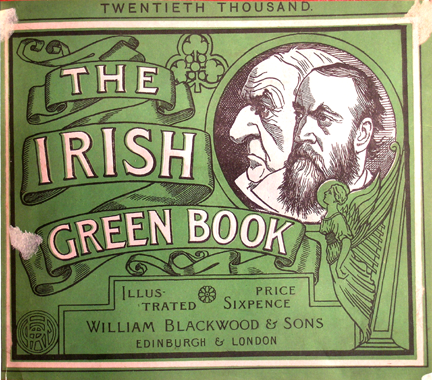 TWENTIETH THOUSAND.
THE
IRISH
GREEN BOOK
ILLUS-
TRATED
PRICE
SIXPENCE
WILLIAM BLACKWOOD & SONS
EDINBURGH & LONDON